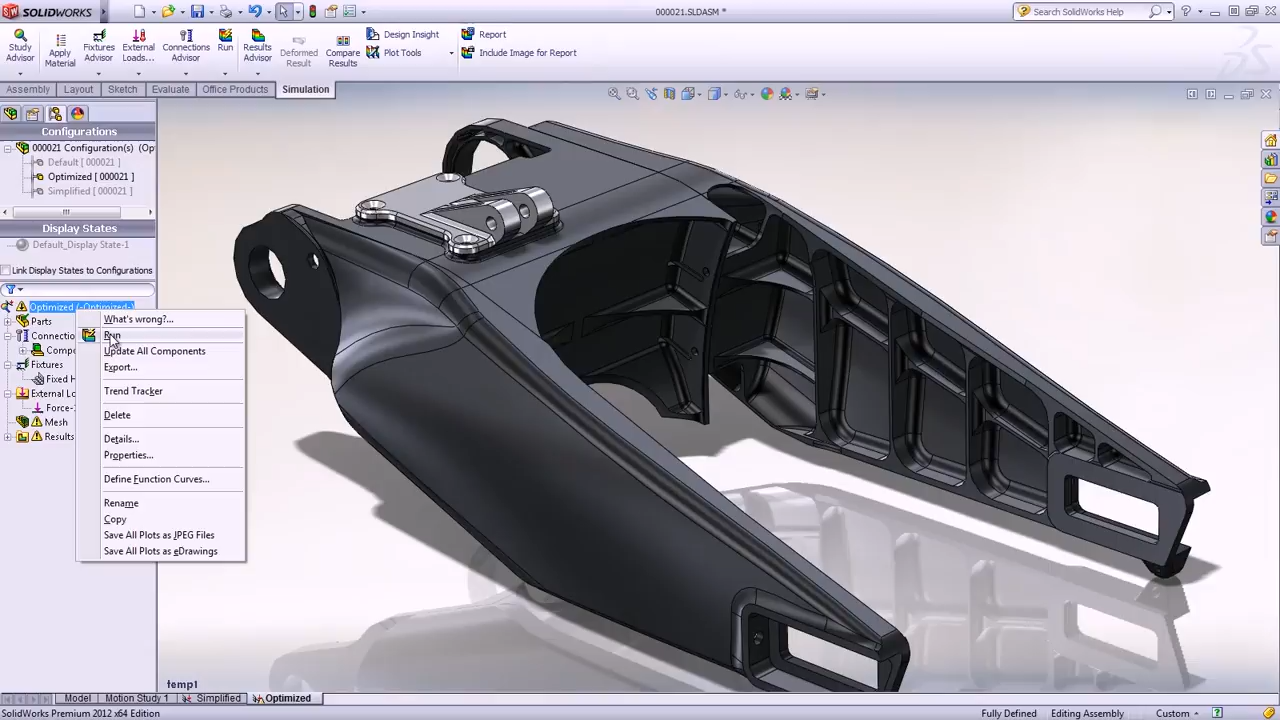 SOLIDWORKS
000021.SLDASM
Search SolidWorks Help
Study Advisor
Apply Material
Fixtures Advisor
External Loads...
Connections Advisor
Run
Results Advisor
Deformed Result
Compare Results
Design Insight
Plot Tools
Report
Include Image for Report
Assembly
Layout
Sketch
Evaluate
Office Products
Simulation
Configurations
000021 Configuration(s) (Op
Default [ 000021 ]
Optimized [ 000021 ]
Simplified [ 000021 ]
Display States
Default_Display State-1
Link Display States to Configurations
Optimized (-Optimized-)
Parts
Connection
Compo
Fixtures
Fixed H
External Lo
Force-
Mesh
Results
What's wrong?...
Run
Update All Components
Export...
Trend Tracker
Delete
Details...
Properties...
Define Function Curves...
Rename
Copy
Save All Plots as JPEG Files
Save All Plots as eDrawings
temp1
Model
Motion Study 1
Simplified
Optimized
SolidWorks Premium 2012 x64 Edition
Fully Defined
Editing Assembly
Custom